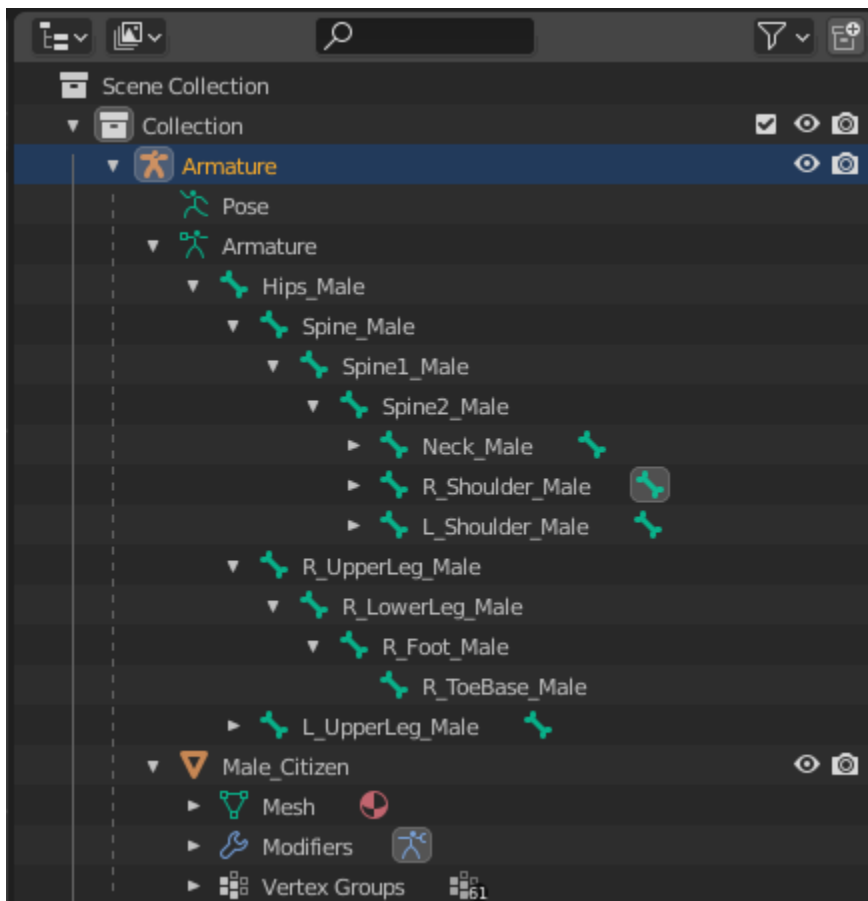 Scene Collection
Collection
Armature
Pose
Armature
Hips_Male
Spine_Male
Spine1_Male
Spine2_Male
Neck_Male
R_Shoulder_Male
L_Shoulder_Male
R_UpperLeg_Male
R_LowerLeg_Male
R_Foot_Male
R_ToeBase_Male
L_UpperLeg_Male
Male_Citizen
Mesh
Modifiers
Vertex Groups 61